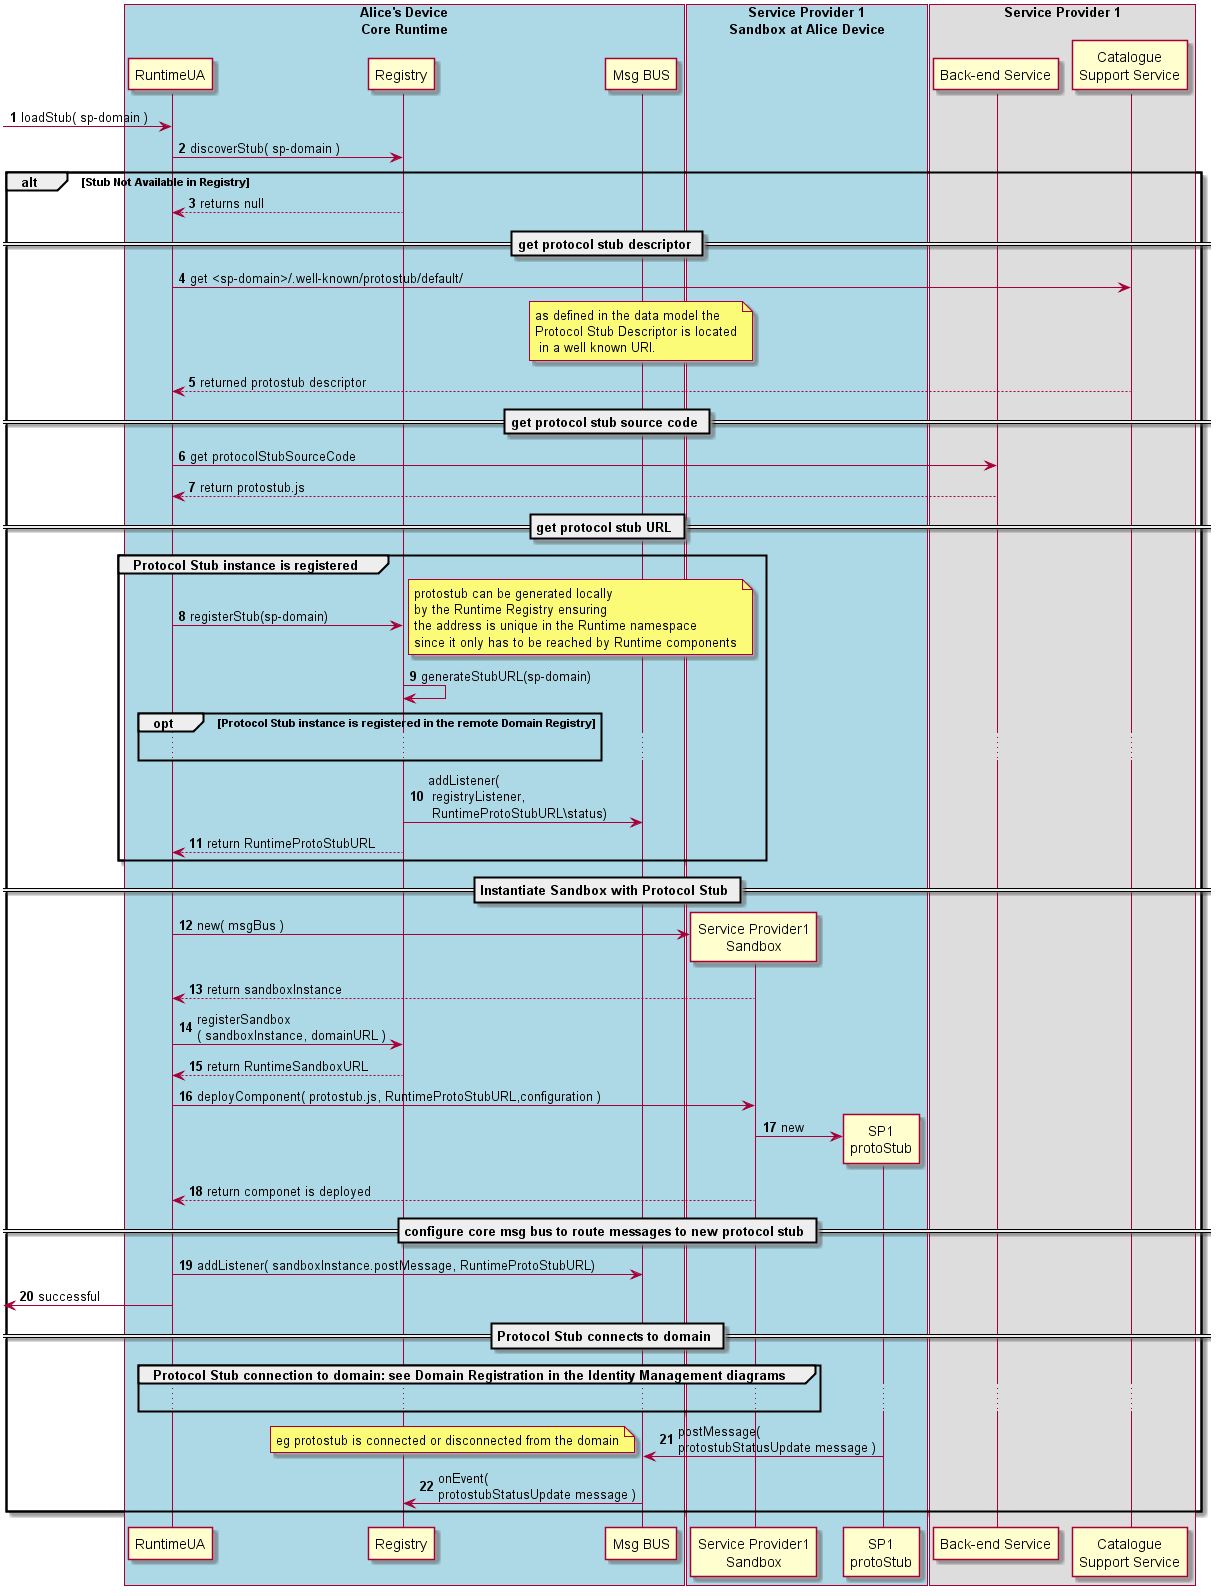 Alice's Device
Core Runtime
Service Provider 1
Sandbox at Alice Device
Service Provider 1
RuntimeUA
Registry
Msg BUS
Back-end Service
Catalogue
Support Service
1 loadStub( sp-domain )
2 discoverStub( sp-domain )
alt [Stub Not Available in Registry]
3 returns null
get protocol stub descriptor
4 get <sp-domain>/.well-known/protostub/default/
as defined in the data model the
Protocol Stub Descriptor is located
in a well known URI.
5 returned protostub descriptor
get protocol stub source code
6 get protocolStubSourceCode
7 return protostub.js
get protocol stub URL
Protocol Stub instance is registered
protostub can be generated locally
by the Runtime Registry ensuring
the address is unique in the Runtime namespace
since it only has to be reached by Runtime components
8 registerStub(sp-domain)
9 generateStubURL(sp-domain)
opt [Protocol Stub instance is registered in the remote Domain Registry]
addListener(
10 registryListener,
RuntimeProtoStubURL\status)
11 return RuntimeProtoStubURL
Instantiate Sandbox with Protocol Stub
12 new( msgBus )
Service Provider1
Sandbox
13 return sandboxInstance
14 registerSandbox
( sandboxInstance, domainURL )
15 return RuntimeSandboxURL
16 deployComponent( protostub.js, RuntimeProtoStubURL,configuration )
17 new
SP1
protoStub
18 return componet is deployed
configure core msg bus to route messages to new protocol stub
19 addListener( sandboxInstance.postMessage, RuntimeProtoStubURL)
20 successful
Protocol Stub connects to domain
Protocol Stub connection to domain: see Domain Registration in the Identity Management diagrams
eg protostub is connected or disconnected from the domain
21 postMessage(
protostubStatusUpdate message )
22 onEvent(
protostubStatusUpdate message )
RuntimeUA
Registry
Msg BUS
Service Provider1
Sandbox
SP1
protoStub
Back-end Service
Catalogue
Support Service